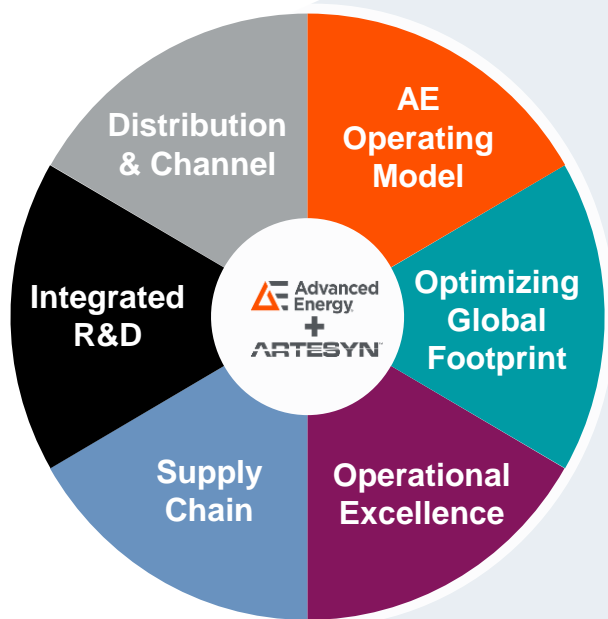 AE
Operating
Model
Optimizing
Global
Footprint
Operational
Excellence
Supply
Chain
Integrated
R&D
Distribution
& Channel
Advanced
Energy
+
ARTESYN